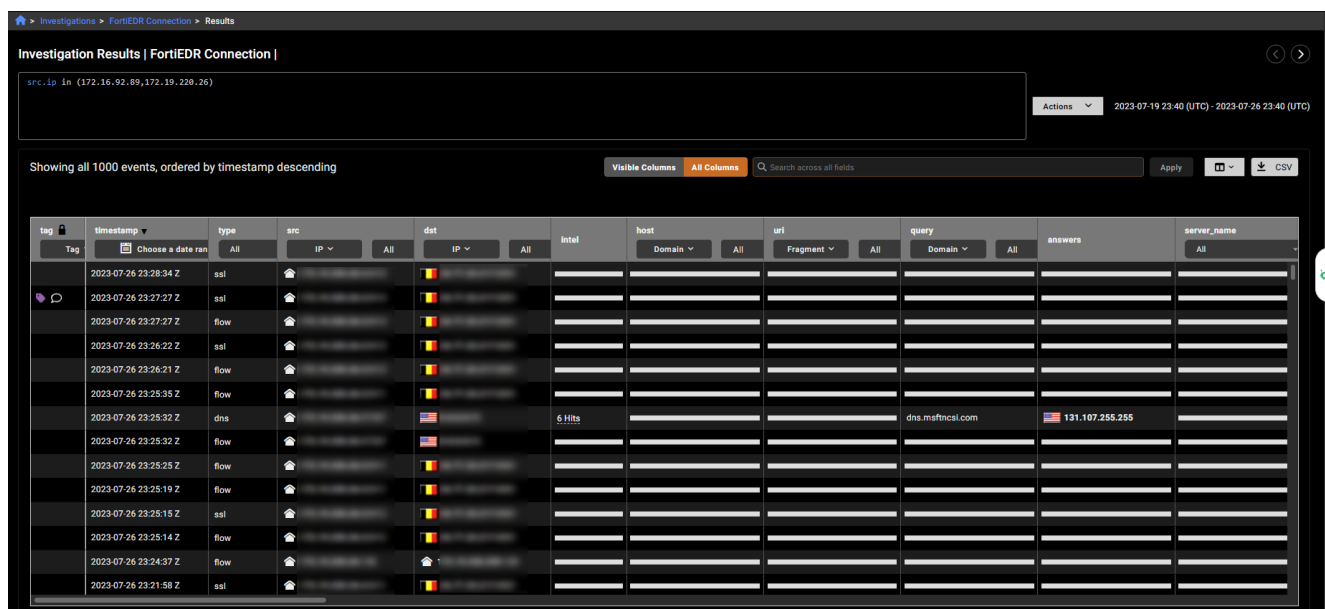 > Investigations > FortiEDR Connection > Results
Investigation Results | FortiEDR Connection |
src.ip in (172.16.92.89,172.19.220.26)
Actions 2023-07-19 23:40 (UTC) - 2023-07-26 23:40 (UTC)
Showing all 1000 events, ordered by timestamp descending Visible Columns All Columns Search across all fields Apply CSV
tag timestamp type src dst intel host uri query answers server_name
Tag Choose a date ran All IP All IP All Domain All Fragment All Domain All All
2023-07-26 23:28:34 Z ssl
2023-07-26 23:27:27 Z ssl
2023-07-26 23:27:27 Z flow
2023-07-26 23:26:22 Z ssl
2023-07-26 23:26:21 Z flow
2023-07-26 23:25:35 Z flow
2023-07-26 23:25:32 Z dns 6 Hits dns.msftncsi.com 131.107.255.255
2023-07-26 23:25:32 Z flow
2023-07-26 23:25:25 Z flow
2023-07-26 23:25:19 Z flow
2023-07-26 23:25:15 Z ssl
2023-07-26 23:25:14 Z flow
2023-07-26 23:24:37 Z flow
2023-07-26 23:21:58 Z ssl